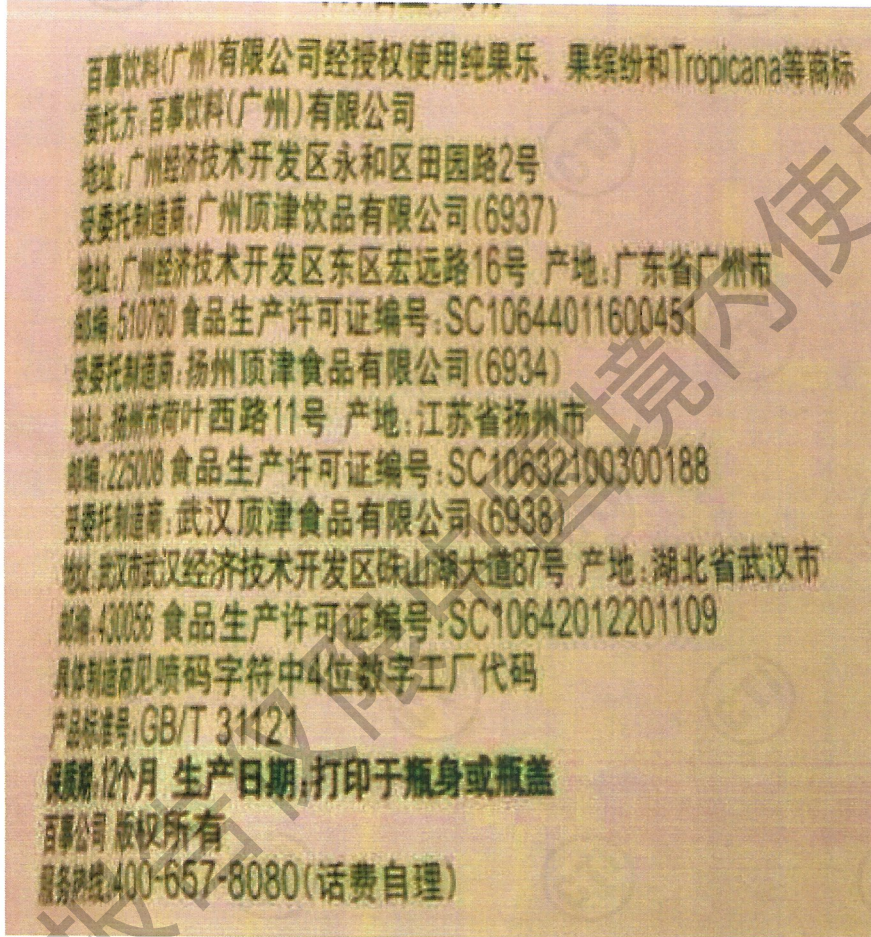 百事饮料(广州)有限公司经授权使用纯果乐、果缤纷和Tropicana等商标
委托方:百事饮料(广州)有限公司
地址:广州经济技术开发区永和区田园路2号
受委托制造商:广州顶津饮品有限公司(6937)
地址:广州经济技术开发区东区宏远路16号 产地:广东省广州市
邮编:510760 食品生产许可证编号:SC10644011600451
受委托制造商:扬州顶津食品有限公司(6934)
地址:扬州市荷叶西路11号 产地:江苏省扬州市
邮编:225008 食品生产许可证编号:SC10632100300188
受委托制造商:武汉顶津食品有限公司(6938)
地址:武汉市武汉经济技术开发区硃山湖大道87号 产地:湖北省武汉市
邮编:430056 食品生产许可证编号:SC10642012201109
具体制造商见喷码字符中4位数字工厂代码
产品标准号:GB/T 31121
保质期:12个月 生产日期:打印于瓶身或瓶盖
百事公司 版权所有
服务热线:400-657-8080(话费自理)
报告仅限中国境内使用